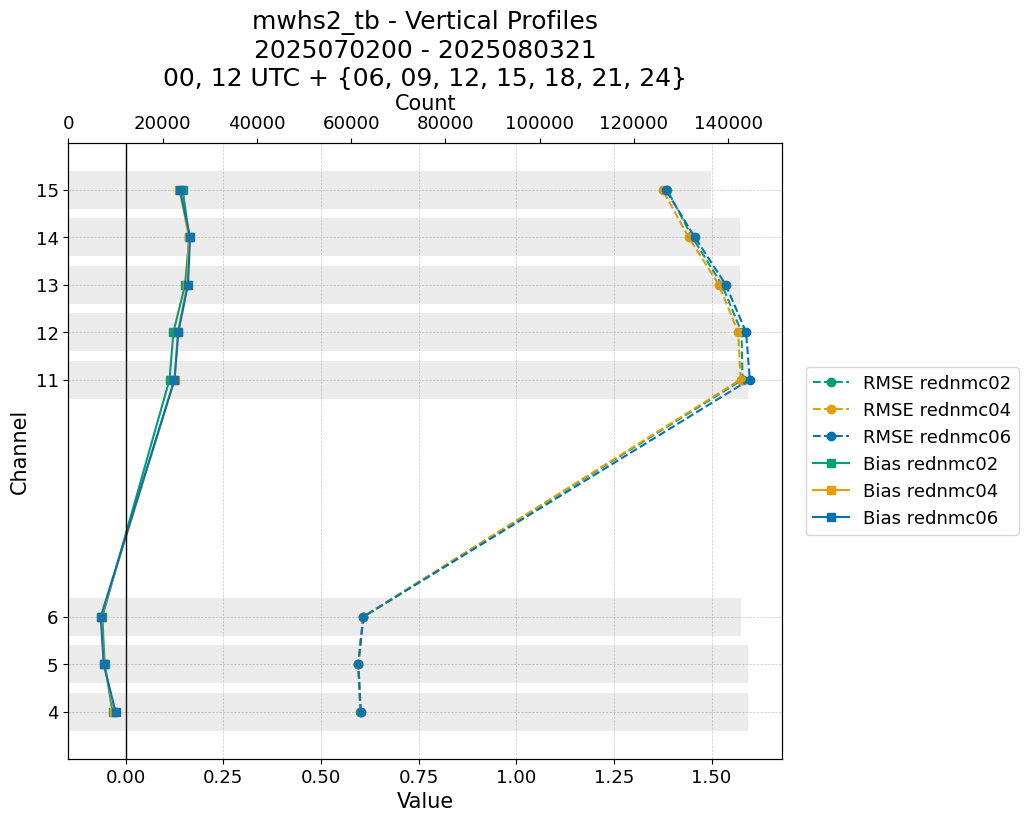 mwhs2_tb - Vertical Profiles
2025070200 - 2025080321
00, 12 UTC + {06, 09, 12, 15, 18, 21, 24}
Count
0 20000 40000 60000 80000 100000 120000 140000
15
14
13
12
11
6
5
4
Channel
0.00 0.25 0.50 0.75 1.00 1.25 1.50
Value
RMSE rednmc02
RMSE rednmc04
RMSE rednmc06
Bias rednmc02
Bias rednmc04
Bias rednmc06